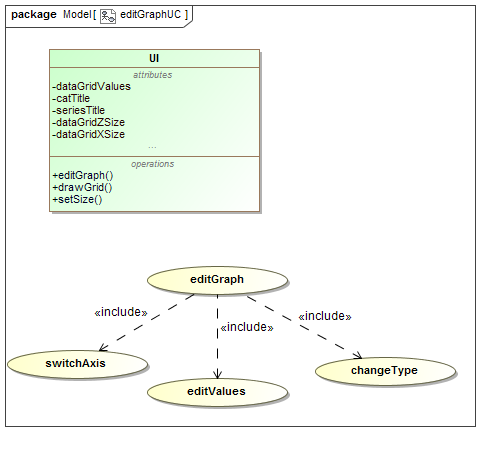 package Model [ editGraphUC ]
UI
attributes
-dataGridValues
-catTitle
-seriesTitle
-dataGridZSize
-dataGridXSize
...
operations
+editGraph()
+drawGrid()
+setSize()
editGraph
«include»
«include»
«include»
switchAxis
editValues
changeType